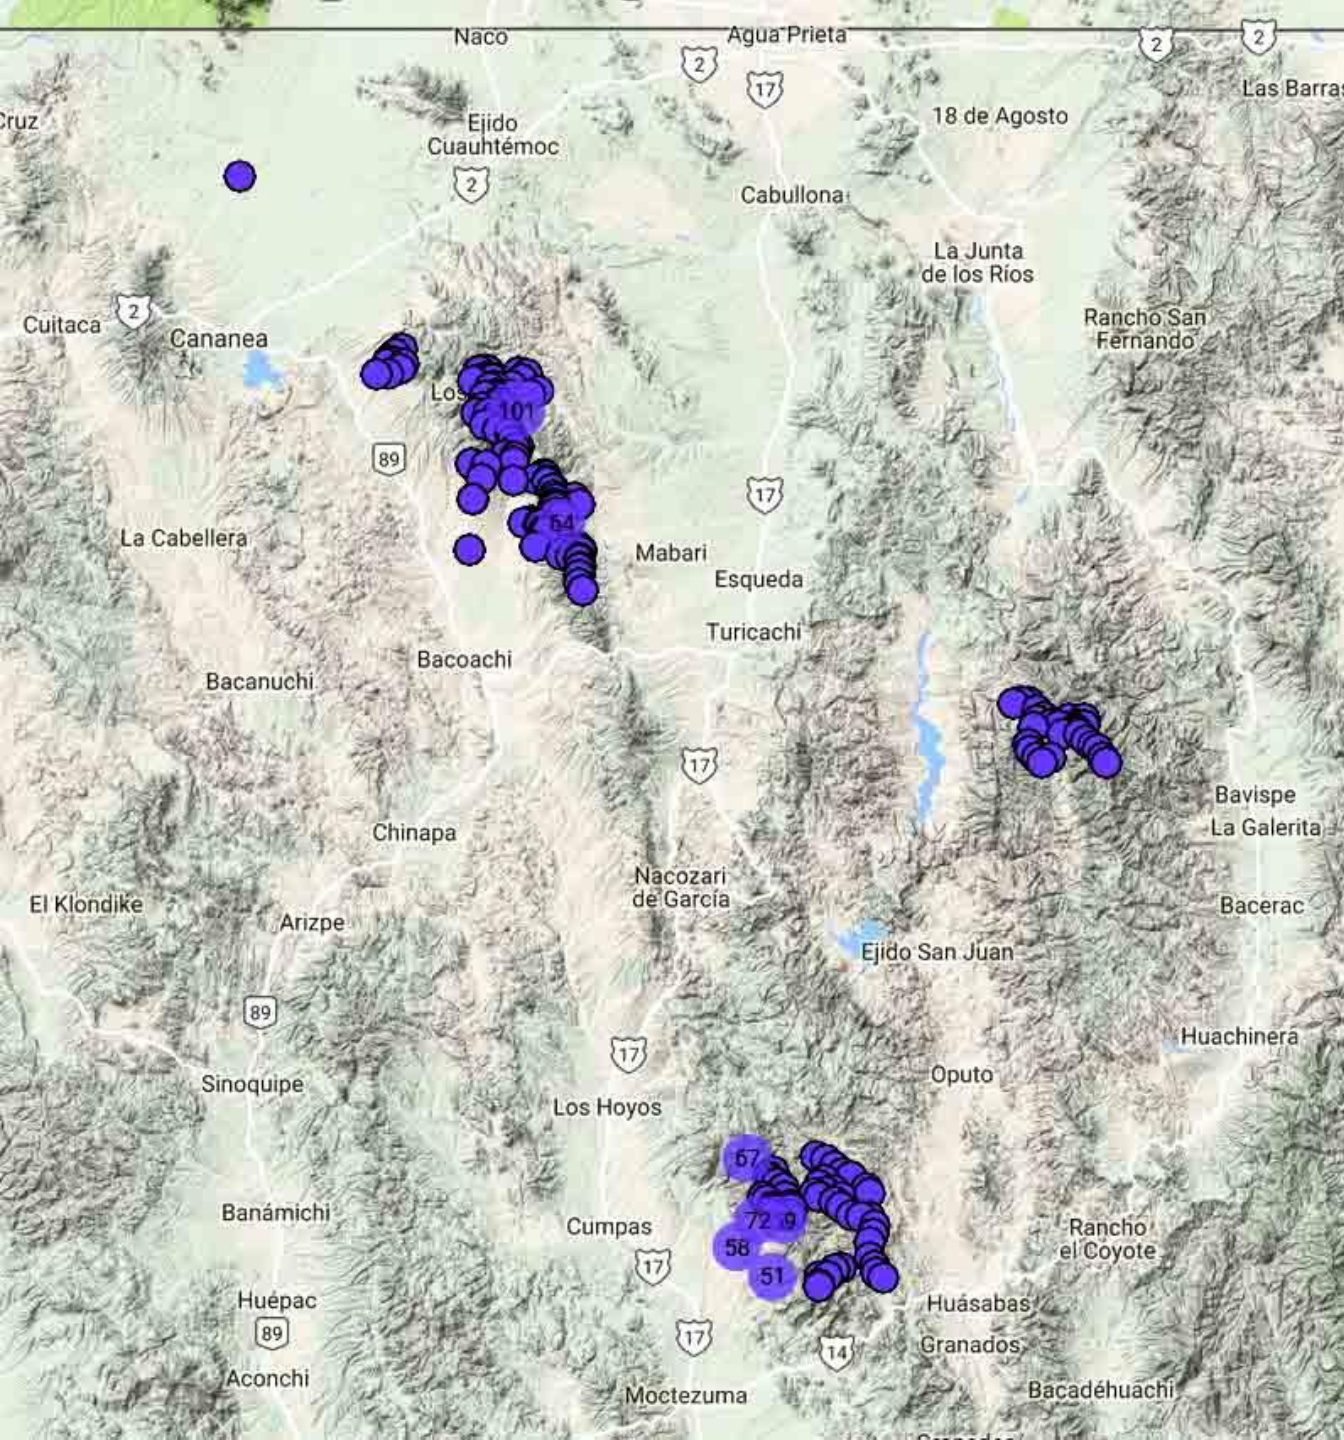 Naco
Agua Prieta
2
2
2
17
Las Barras
Cruz
18 de Agosto
Ejido
Cuauhtémoc
2
Cabullona
La Junta
de los Ríos
2
Cuitaca
Cananea
Rancho San
Fernando
Los
101
89
17
64
La Cabellera
Mabari
Esqueda
Turicachi
Bacoachi
Bacanuchi
17
Bavispe
La Galerita
Chinapa
Nacozari
de García
El Klondike
Arizpe
Bacerac
Ejido San Juan
89
Huachinera
17
Sinoquipe
Oputo
Los Hoyos
67
Banámichi
72
9
Cumpas
Rancho
el Coyote
58
17
51
Huépac
Huásabas
89
17
14
Granados
Aconchi
Moctezuma
Bacadéhuachi